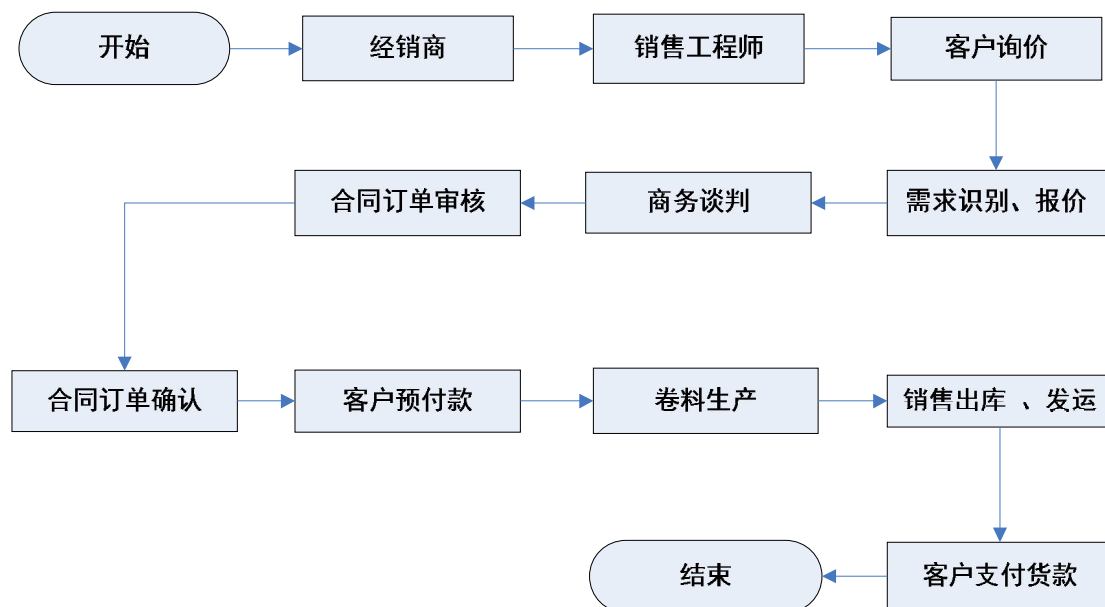 开始
经销商
销售工程师
客户询价
需求识别、报价
商务谈判
合同订单审核
合同订单确认
客户预付款
卷料生产
销售出库 、发运
客户支付货款
结束